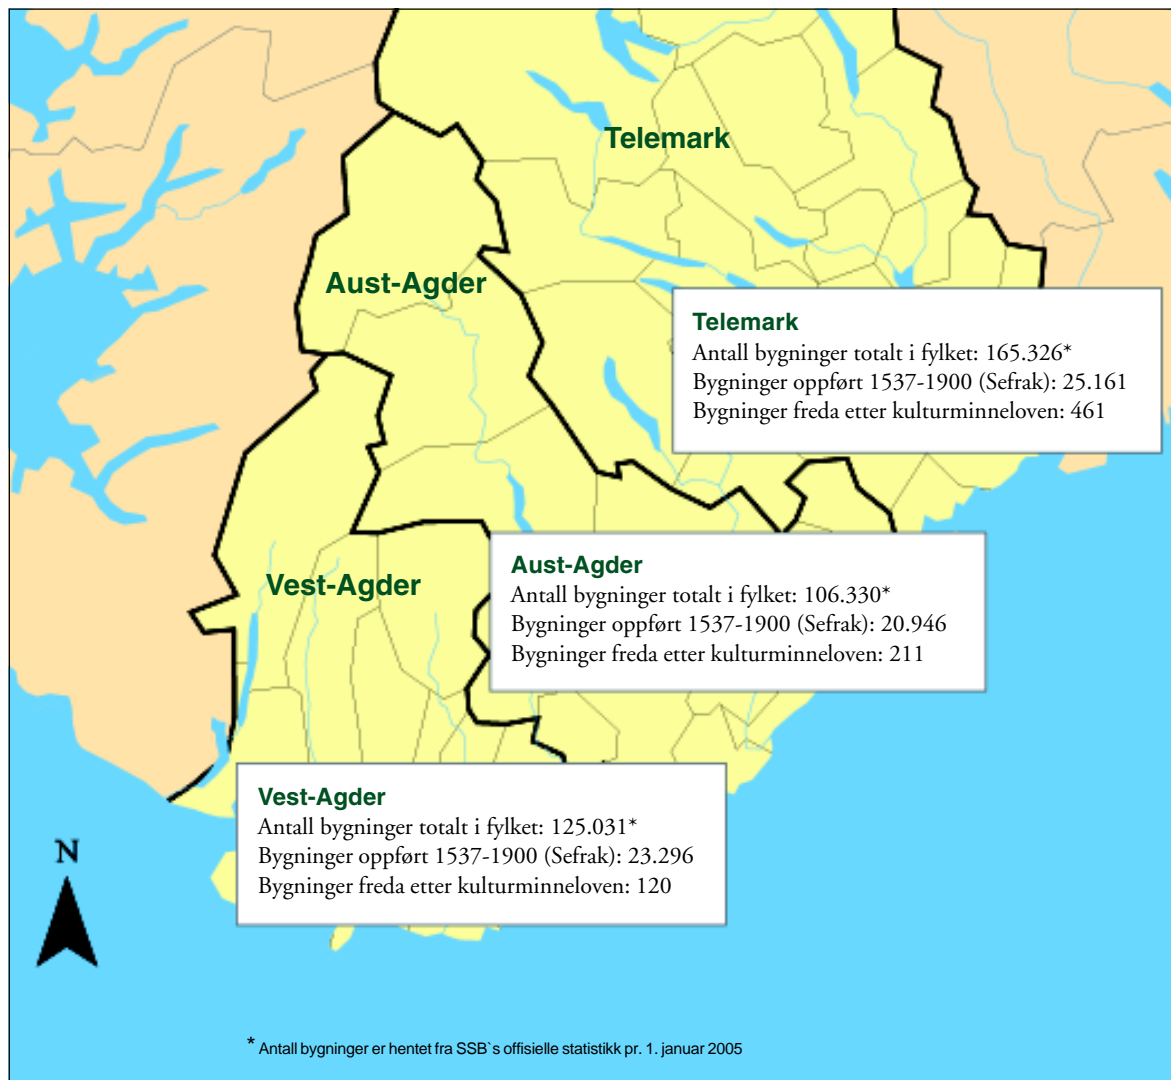 Telemark
Aust-Agder
Telemark
Antall bygninger totalt i fylket: 165.326*
Bygninger oppført 1537-1900 (Sefrak): 25.161
Bygninger freda etter kulturminneloven: 461
Vest-Agder
Aust-Agder
Antall bygninger totalt i fylket: 106.330*
Bygninger oppført 1537-1900 (Sefrak): 20.946
Bygninger freda etter kulturminneloven: 211
Vest-Agder
Antall bygninger totalt i fylket: 125.031*
Bygninger oppført 1537-1900 (Sefrak): 23.296
Bygninger freda etter kulturminneloven: 120
N
* Antall bygninger er hentet fra SSB`s offisielle statistikk pr. 1. januar 2005